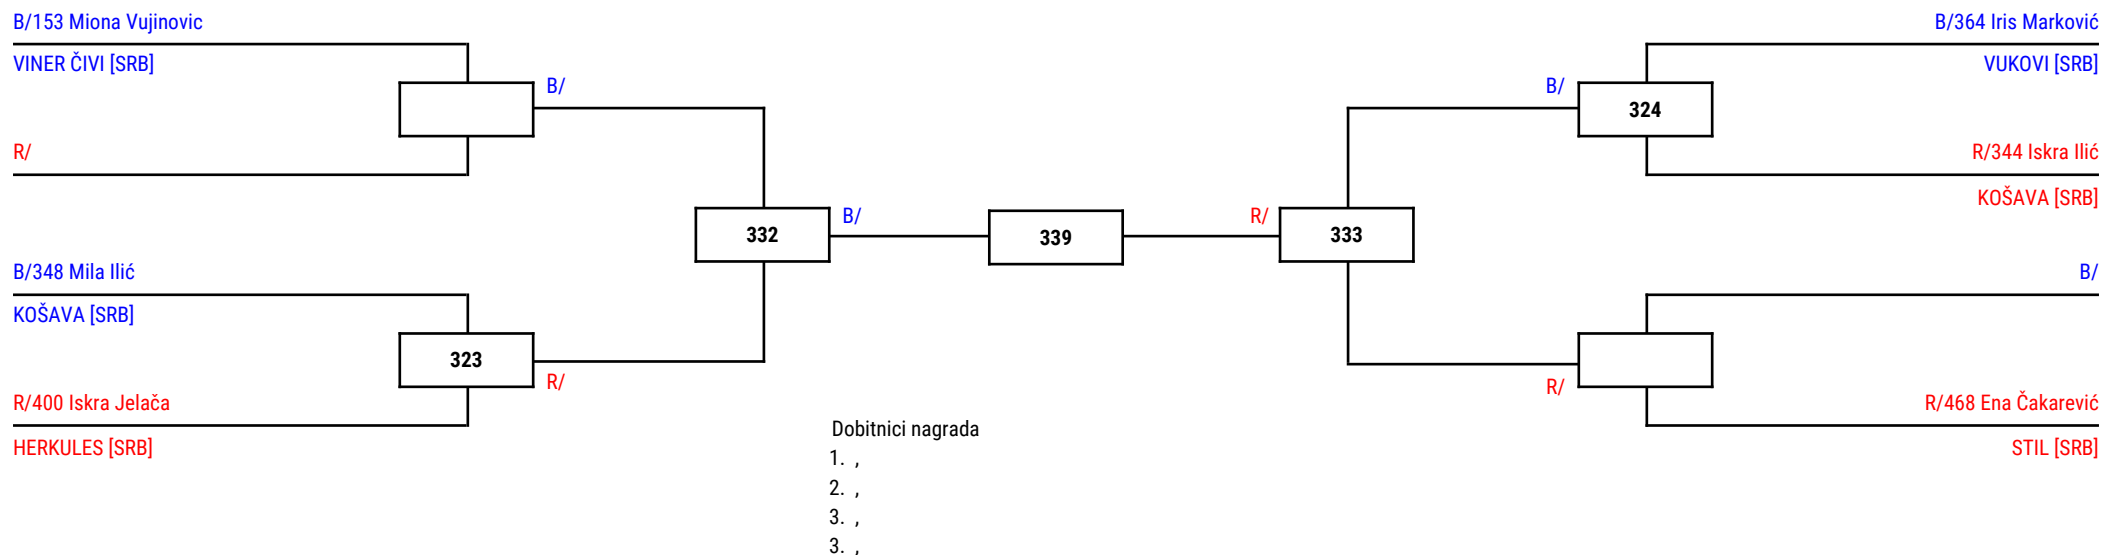 B/153 Miona Vujinovic
VINER ČIVI [SRB]
B/
R/
B/348 Mila Ilić
KOŠAVA [SRB]
323
R/
R/400 Iskra Jelača
HERKULES [SRB]
332
B/
339
R/
333
B/364 Iris Marković
VUKOVI [SRB]
B/
324
R/344 Iskra Ilić
KOŠAVA [SRB]
B/
R/
R/468 Ena Čakarević
STIL [SRB]
Dobitnici nagrada
1. ,
2. ,
3. ,
3. ,